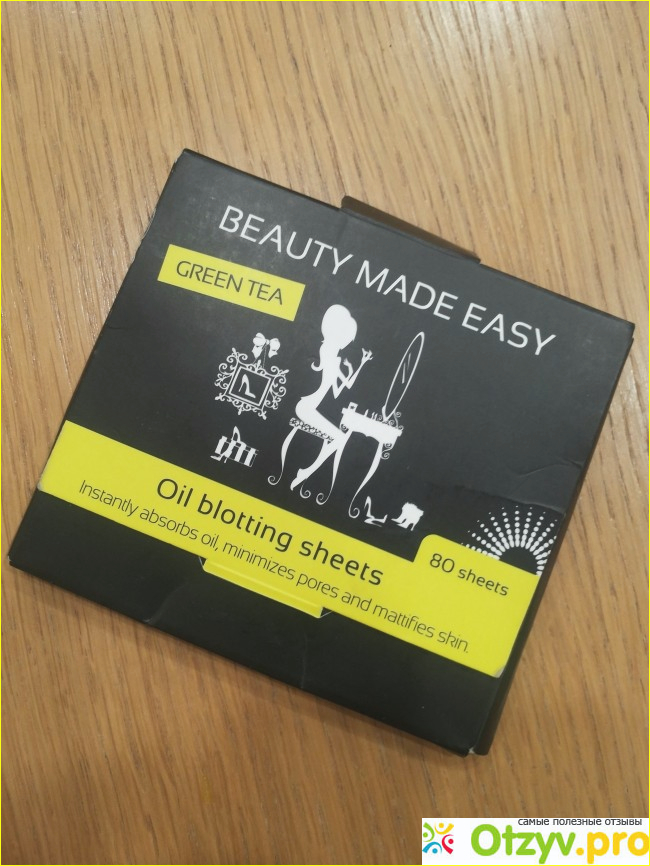 BEAUTY MADE EASY
GREEN TEA
Oil blotting sheets
Instantly absorbs oil, minimizes pores and mattifies skin.
80 sheets
самые полезные отзывы
Otzyv.pro